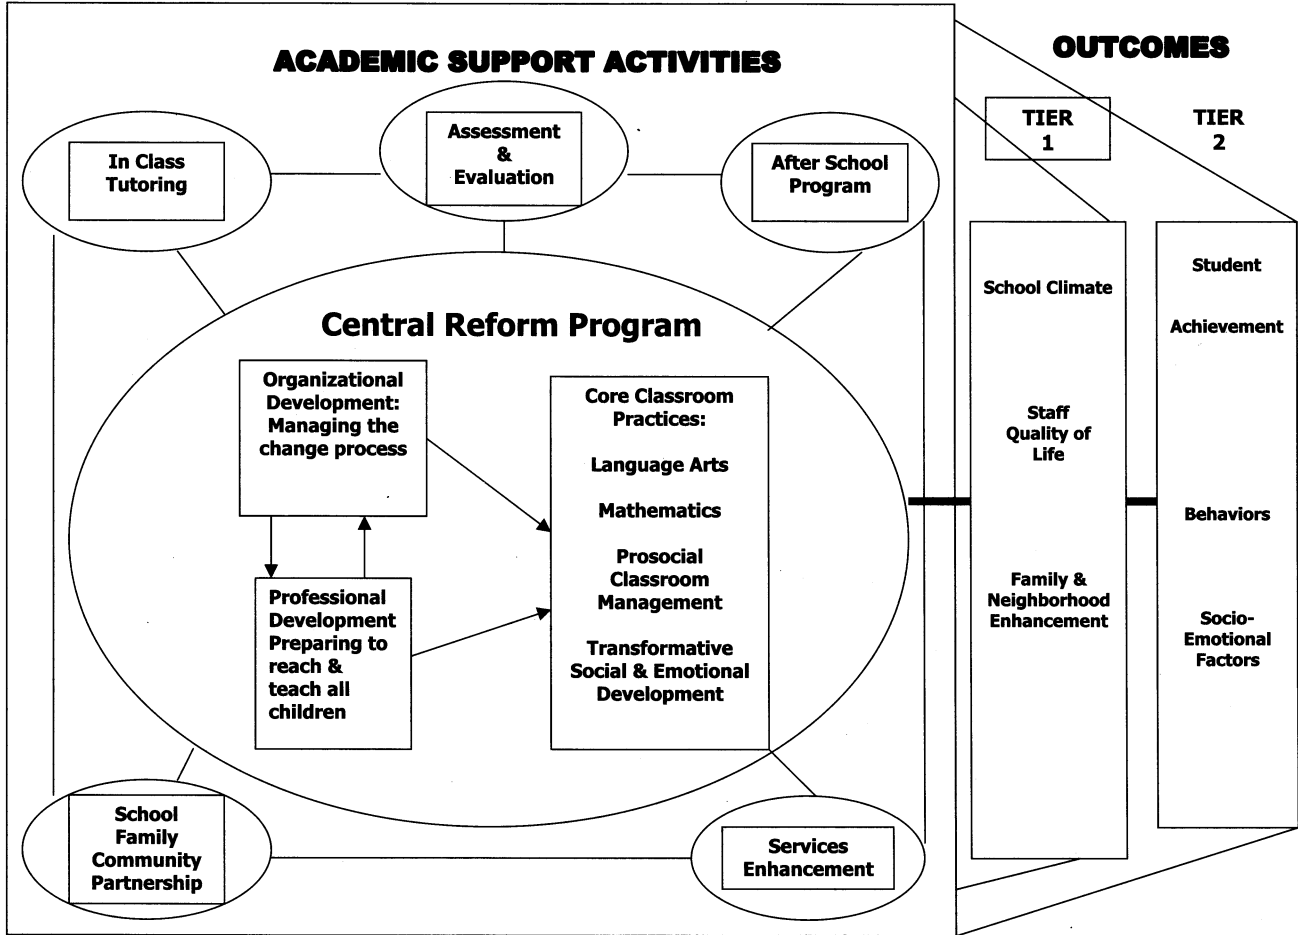 ACADEMIC SUPPORT ACTIVITIES
OUTCOMES
TIER
1
TIER
2
In Class
Tutoring
Assessment
&
Evaluation
After School
Program
Central Reform Program
Organizational
Development:
Managing the
change process
Professional
Development
Preparing to
reach &
teach all
children
Core Classroom
Practices:
Language Arts
Mathematics
Prosocial
Classroom
Management
Transformative
Social & Emotional
Development
School
Family
Community
Partnership
Services
Enhancement
School Climate
Staff
Quality of
Life
Family &
Neighborhood
Enhancement
Student
Achievement
Behaviors
Socio-
Emotional
Factors